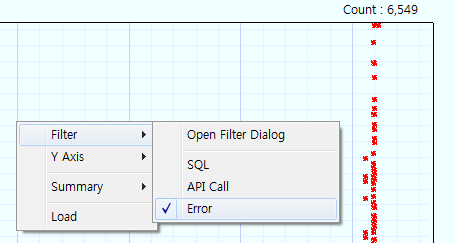 Count : 6,549
Filter
Y Axis
Summary
Load
Open Filter Dialog
SQL
API Call
Error